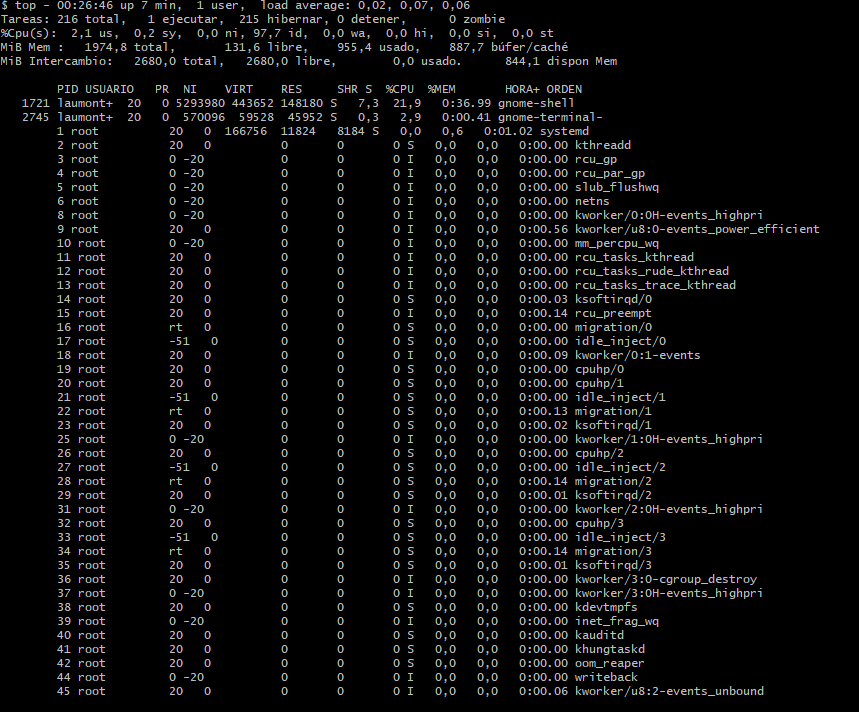 $ top - 00:26:46 up 7 min,  1 user,  load average: 0,02, 0,07, 0,06
Tareas: 216 total,   1 ejecutar,  215 hibernar, 0 detener,      0 zombie
%Cpu(s):  2,1 us,  0,2 sy,  0,0 ni, 97,7 id,  0,0 wa,  0,0 hi,  0,0 si,  0,0 st
MiB Mem :   1974,8 total,    131,6 libre,    955,4 usado,    887,7 búfer/caché
MiB Intercambio:   2680,0 total,   2680,0 libre,        0,0 usado.      844,1 dispon Mem
PID USUARIO   PR  NI    VIRT    RES     SHR S  %CPU  %MEM       HORA+ ORDEN
1721 laumont+  20   0 5293980 443652 148180 S   7,3  21,9   0:36.99 gnome-shell
2745 laumont+  20   0  570096  59528  45952 S   0,3   2,9   0:00.41 gnome-terminal-
1 root         20   0  166756  11824   8184 S   0,0   0,6   0:01.02 systemd
2 root         20   0          0       0      0 S   0,0   0,0   0:00.00 kthreadd
3 root         0 -20           0       0      0 I   0,0   0,0   0:00.00 rcu_gp
4 root         0 -20           0       0      0 I   0,0   0,0   0:00.00 rcu_par_gp
5 root         0 -20           0       0      0 I   0,0   0,0   0:00.00 slub_flushwq
6 root         0 -20           0       0      0 I   0,0   0,0   0:00.00 netns
8 root         0 -20           0       0      0 I   0,0   0,0   0:00.00 kworker/0:0H-events_highpri
9 root         20   0          0       0      0 I   0,0   0,0   0:00.56 kworker/u8:0-events_power_efficient
10 root         0 -20           0       0      0 I   0,0   0,0   0:00.00 mm_percpu_wq
11 root         20   0          0       0      0 I   0,0   0,0   0:00.00 rcu_tasks_kthread
12 root         20   0          0       0      0 I   0,0   0,0   0:00.00 rcu_tasks_rude_kthread
13 root         20   0          0       0      0 I   0,0   0,0   0:00.00 rcu_tasks_trace_kthread
14 root         20   0          0       0      0 S   0,0   0,0   0:00.03 ksoftirqd/0
15 root         20   0          0       0      0 I   0,0   0,0   0:00.14 rcu_preempt
16 root         rt   0          0       0      0 S   0,0   0,0   0:00.00 migration/0
17 root         -51   0         0       0      0 S   0,0   0,0   0:00.00 idle_inject/0
18 root         20   0          0       0      0 I   0,0   0,0   0:00.09 kworker/0:1-events
19 root         20   0          0       0      0 S   0,0   0,0   0:00.00 cpuhp/0
20 root         20   0          0       0      0 S   0,0   0,0   0:00.00 cpuhp/1
21 root         -51   0         0       0      0 S   0,0   0,0   0:00.00 idle_inject/1
22 root         rt   0          0       0      0 S   0,0   0,0   0:00.13 migration/1
23 root         20   0          0       0      0 S   0,0   0,0   0:00.02 ksoftirqd/1
25 root         0 -20           0       0      0 I   0,0   0,0   0:00.00 kworker/1:0H-events_highpri
26 root         20   0          0       0      0 S   0,0   0,0   0:00.00 cpuhp/2
27 root         -51   0         0       0      0 S   0,0   0,0   0:00.00 idle_inject/2
28 root         rt   0          0       0      0 S   0,0   0,0   0:00.14 migration/2
29 root         20   0          0       0      0 S   0,0   0,0   0:00.01 ksoftirqd/2
31 root         0 -20           0       0      0 I   0,0   0,0   0:00.00 kworker/2:0H-events_highpri
32 root         20   0          0       0      0 S   0,0   0,0   0:00.00 cpuhp/3
33 root         -51   0         0       0      0 S   0,0   0,0   0:00.00 idle_inject/3
34 root         rt   0          0       0      0 S   0,0   0,0   0:00.14 migration/3
35 root         20   0          0       0      0 S   0,0   0,0   0:00.01 ksoftirqd/3
36 root         20   0          0       0      0 I   0,0   0,0   0:00.00 kworker/3:0-cgroup_destroy
37 root         0 -20           0       0      0 I   0,0   0,0   0:00.00 kworker/3:0H-events_highpri
38 root         20   0          0       0      0 S   0,0   0,0   0:00.00 kdevtmpfs
39 root         0 -20           0       0      0 I   0,0   0,0   0:00.00 inet_frag_wq
40 root         20   0          0       0      0 S   0,0   0,0   0:00.00 kauditd
41 root         20   0          0       0      0 S   0,0   0,0   0:00.00 khungtaskd
42 root         20   0          0       0      0 S   0,0   0,0   0:00.00 oom_reaper
44 root         0 -20           0       0      0 I   0,0   0,0   0:00.00 writeback
45 root         20   0          0       0      0 I   0,0   0,0   0:00.06 kworker/u8:2-events_unbound